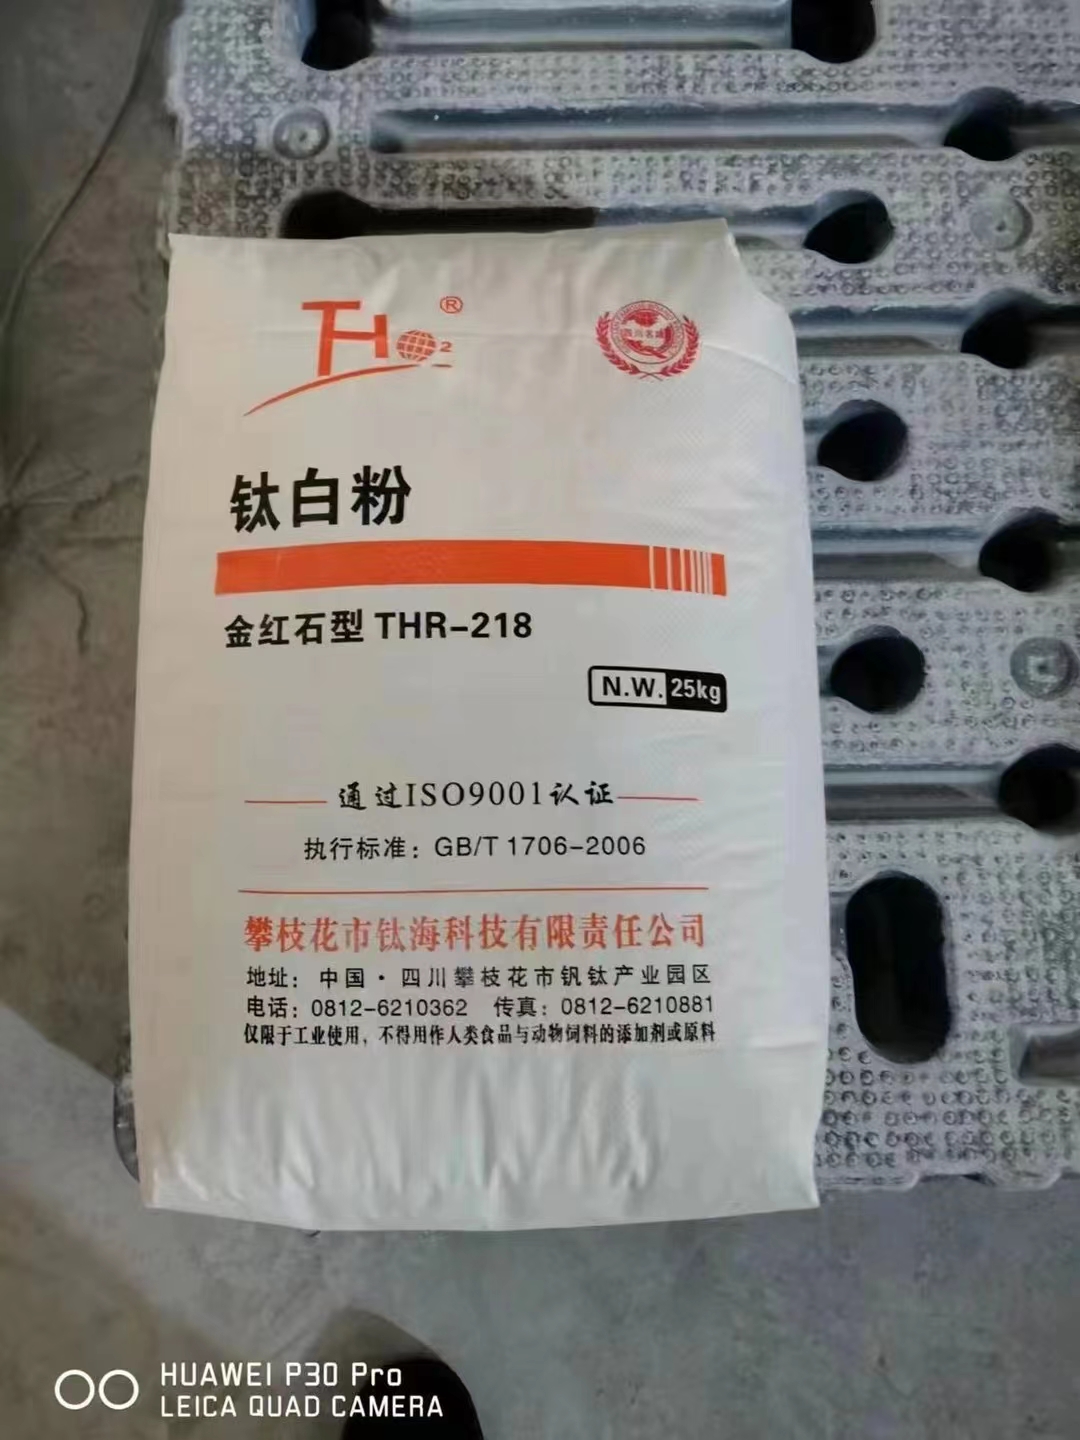 THO2®
四川名牌
钛白粉
金红石型 THR-218
N.W. 25kg
通过ISO9001认证
执行标准：GB/T 1706-2006
攀枝花市钛海科技有限责任公司
地址：中国·四川攀枝花市钒钛产业园区
电话：0812-6210362 传真：0812-6210881
仅限于工业使用，不得用作人类食品与动物饲料的添加剂或原料
HUAWEI P30 Pro
LEICA QUAD CAMERA